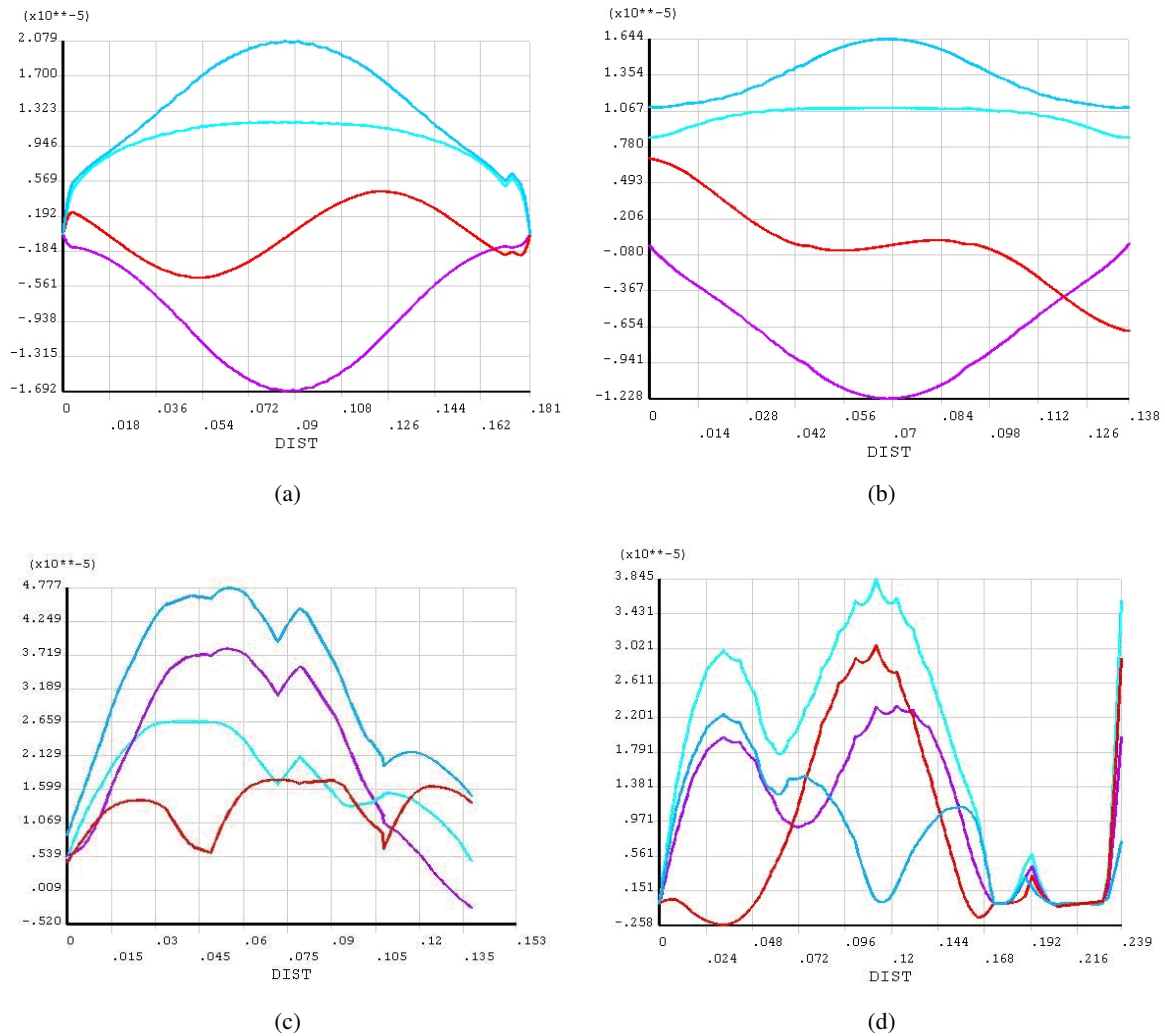 (x10**-5)
2.079
1.700
1.323
.946
.569
.192
-.184
-.561
-.938
-1.315
-1.692
0 .036 .072 .108 .144 .181
.018 .054 .09 .126 .162
DIST
(a)
(x10**-5)
1.644
1.354
1.067
.780
.493
.206
-.080
-.367
-.654
-.941
-1.228
0 .028 .056 .084 .112 .138
.014 .042 .07 .098 .126
DIST
(b)
(x10**-5)
4.777
4.249
3.719
3.189
2.659
2.129
1.599
1.069
.539
.009
-.520
0 .03 .06 .09 .12 .153
.015 .045 .075 .105 .135
DIST
(c)
(x10**-5)
3.845
3.431
3.021
2.611
2.201
1.791
1.381
.971
.561
.151
-.258
0 .048 .096 .144 .192 .239
.024 .072 .12 .168 .216
DIST
(d)